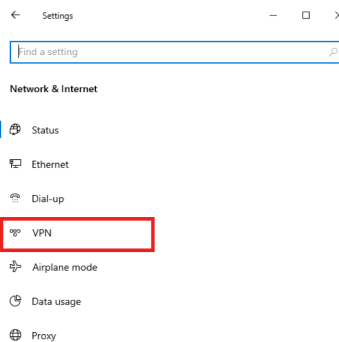 Settings
Find a setting
Network & Internet
Status
Ethernet
Dial-up
VPN
Airplane mode
Data usage
Proxy